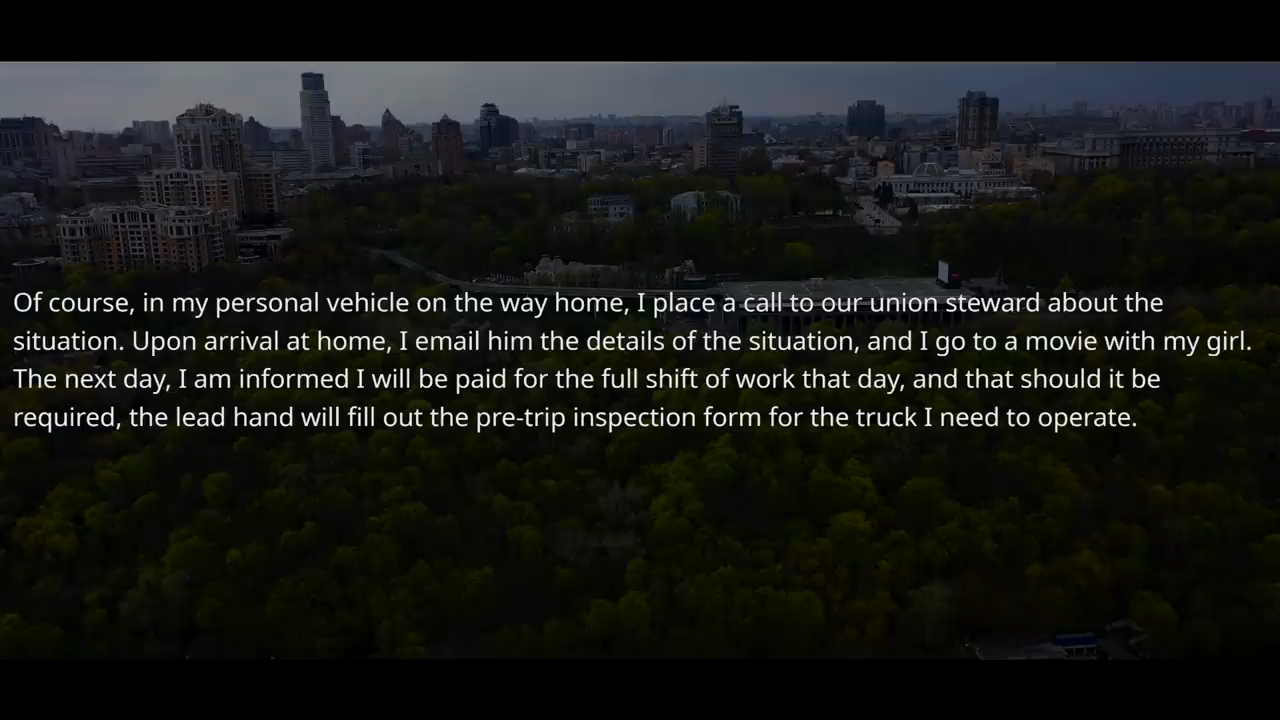 Of course, in my personal vehicle on the way home, I place a call to our union steward about the
situation. Upon arrival at home, I email him the details of the situation, and I go to a movie with my girl.
The next day, I am informed I will be paid for the full shift of work that day, and that should it be
required, the lead hand will fill out the pre-trip inspection form for the truck I need to operate.